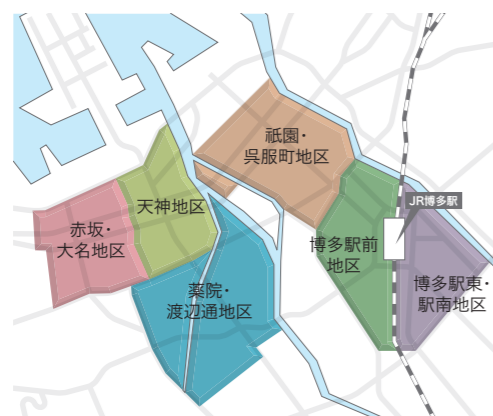 祇園・
呉服町地区
JR博多駅
天神地区
赤坂・
大名地区
博多駅前
地区
博多駅東・
駅南地区
薬院・
渡辺通地区